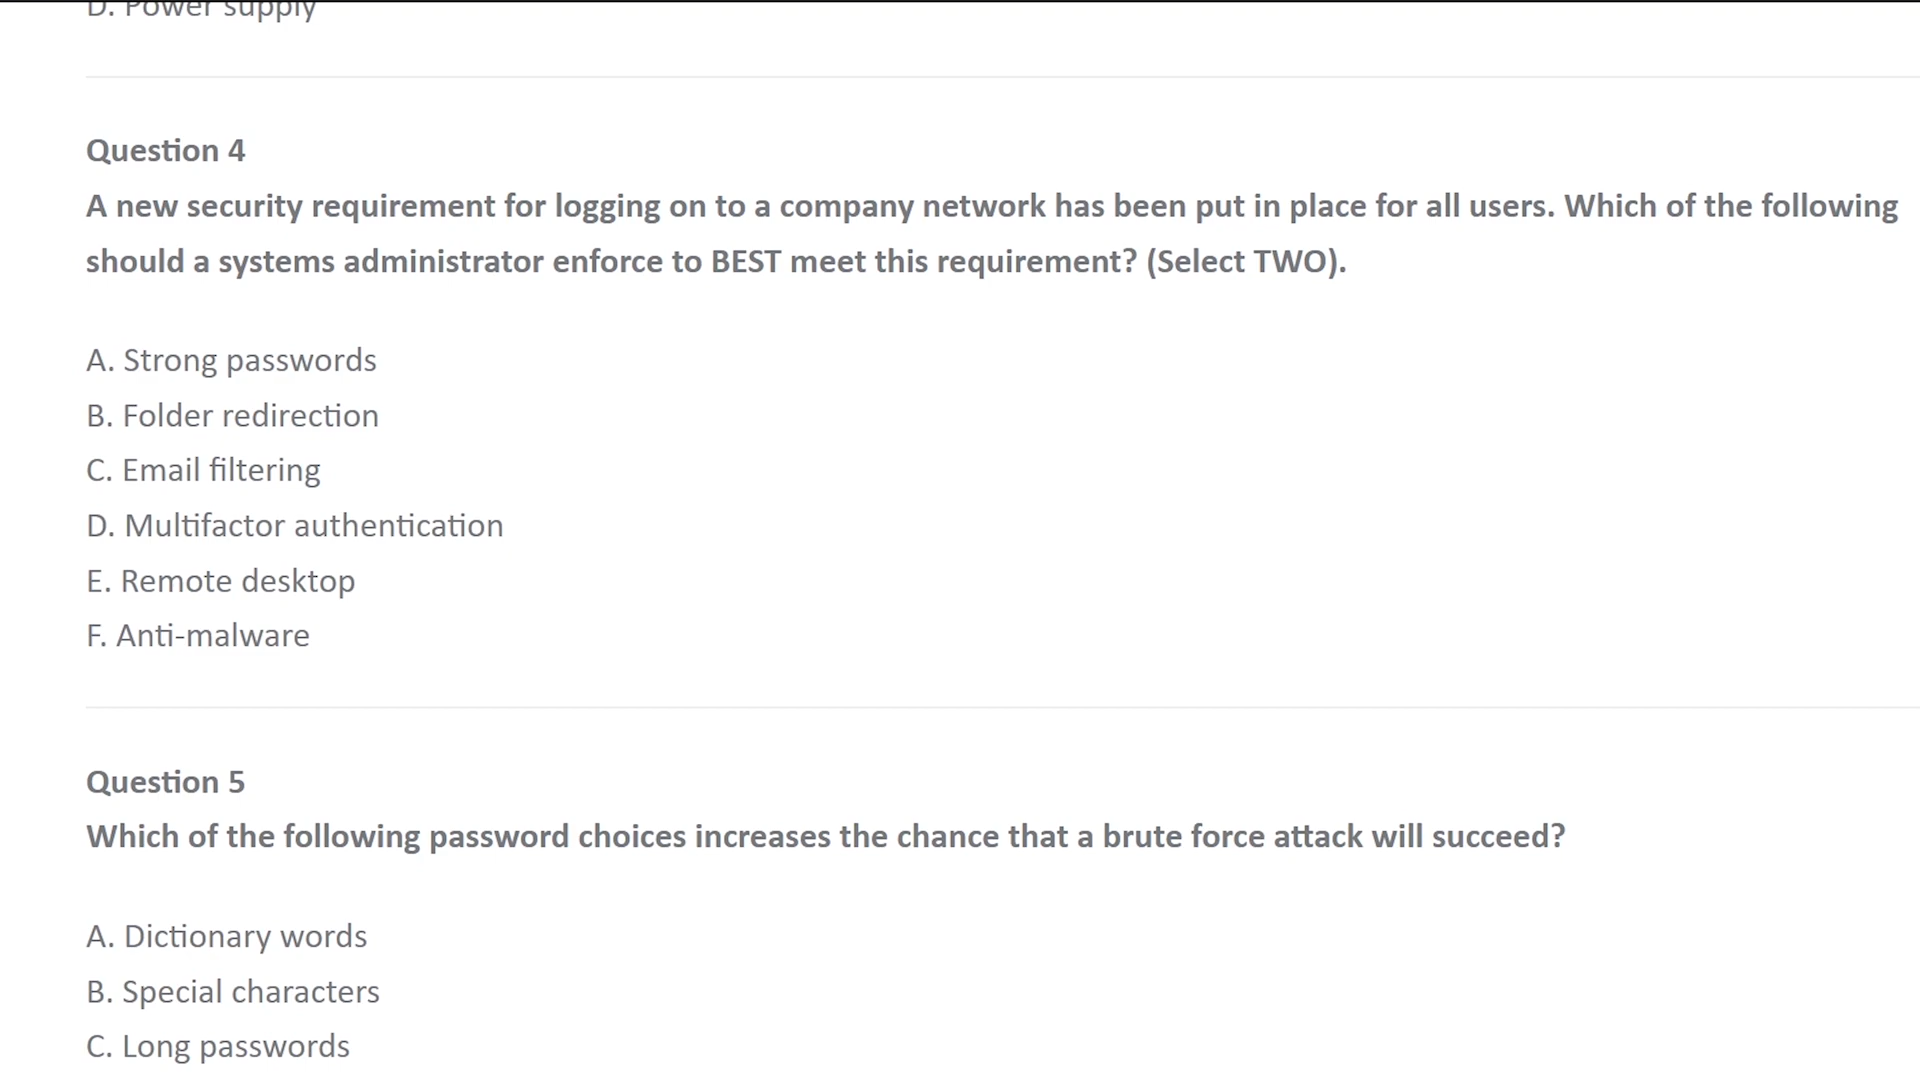 D. Power supply
Question 4
A new security requirement for logging on to a company network has been put in place for all users. Which of the following
should a systems administrator enforce to BEST meet this requirement? (Select TWO).
A. Strong passwords
B. Folder redirection
C. Email filtering
D. Multifactor authentication
E. Remote desktop
F. Anti-malware
Question 5
Which of the following password choices increases the chance that a brute force attack will succeed?
A. Dictionary words
B. Special characters
C. Long passwords